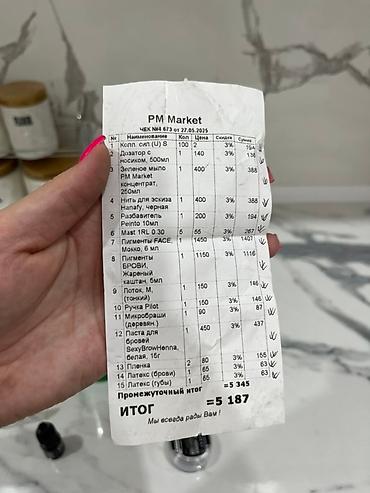 PM Market
ЧЕК №4 673 от 27.05.2025
№ Наименование Кол Цена Скидка Сумма
1 Колп. сил.(U) S 100 2 3% 194
2 Дозатор с 1 140 3% 136
носиком, 500мл
3 Зеленое мыло 1 400 3% 388
PM Market
концентрат,
250мл
4 Нить для эскиза 1 400 3% 388
Hanafy, черная
5 Разбавитель 1 200 3% 194
Peinto 10мл
6 Mast 1RL 0.30 5 55 3% 267
7 Пигменты FACE, 1 1450 3% 1407
Мокко, 6 мл
8 Пигменты 1 1150 3% 1116
БРОВИ,
Жареный
каштан, 5мл
9 Лоток, M, 1 150 3% 146
(тонкий)
10 Ручка Pilot 1 150 3% 146
11 Микробраши 1 90 3% 87
(деревян.)
12 Паста для 1 450 3% 437
бровей
SexyBrowHenna,
белая, 15г
13 Пленка 2 80 3% 155
14 Латекс (брови) 1 65 3% 63
15 Латекс (губы) 1 65 3% 63
Промежуточный итог =5 345
ИТОГ =5 187
Мы всегда рады Вам !